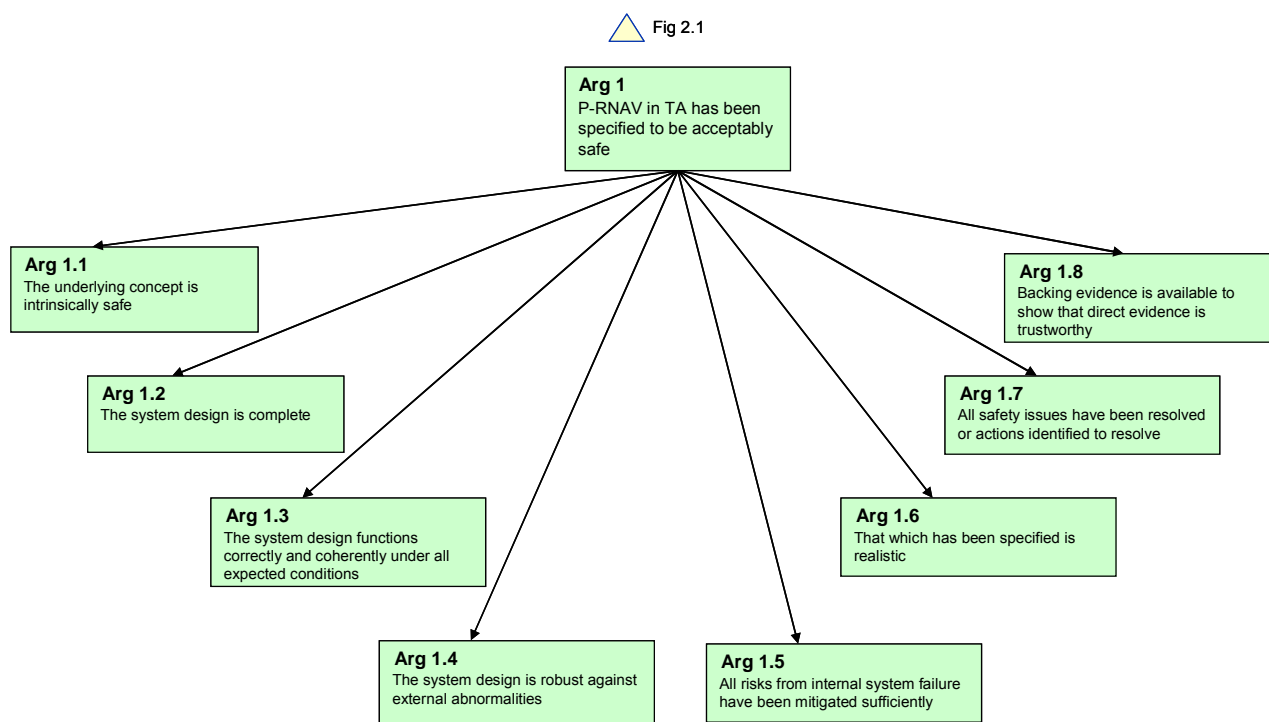 Fig 2.1
Arg 1
P-RNAV in TA has been
specified to be acceptably
safe
Arg 1.1
The underlying concept is
intrinsically safe
Arg 1.2
The system design is complete
Arg 1.3
The system design functions
correctly and coherently under all
expected conditions
Arg 1.4
The system design is robust against
external abnormalities
Arg 1.5
All risks from internal system failure
have been mitigated sufficiently
Arg 1.6
That which has been specified is
realistic
Arg 1.7
All safety issues have been resolved
or actions identified to resolve
Arg 1.8
Backing evidence is available to
show that direct evidence is
trustworthy